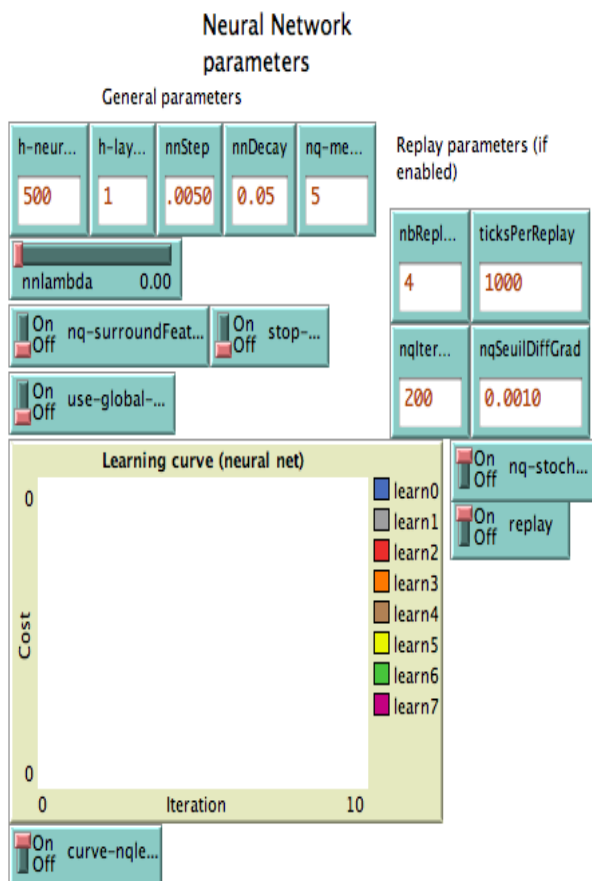 Neural Network
parameters
General parameters
h-neur...
500
h-lay...
1
nnStep
.0050
nnDecay
0.05
nq-me...
5
Replay parameters (if
enabled)
nbRepl...
4
ticksPerReplay
1000
nnlambda 0.00
On
Off
nq-surroundFeat...
On
Off
stop-...
nqIter...
200
nqSeuilDiffGrad
0.0010
On
Off
use-global-...
Learning curve (neural net)
0
Cost
0
0 Iteration 10
learn0
learn1
learn2
learn3
learn4
learn5
learn6
learn7
On
Off
nq-stoch...
On
Off
replay
On
Off
curve-nqle...